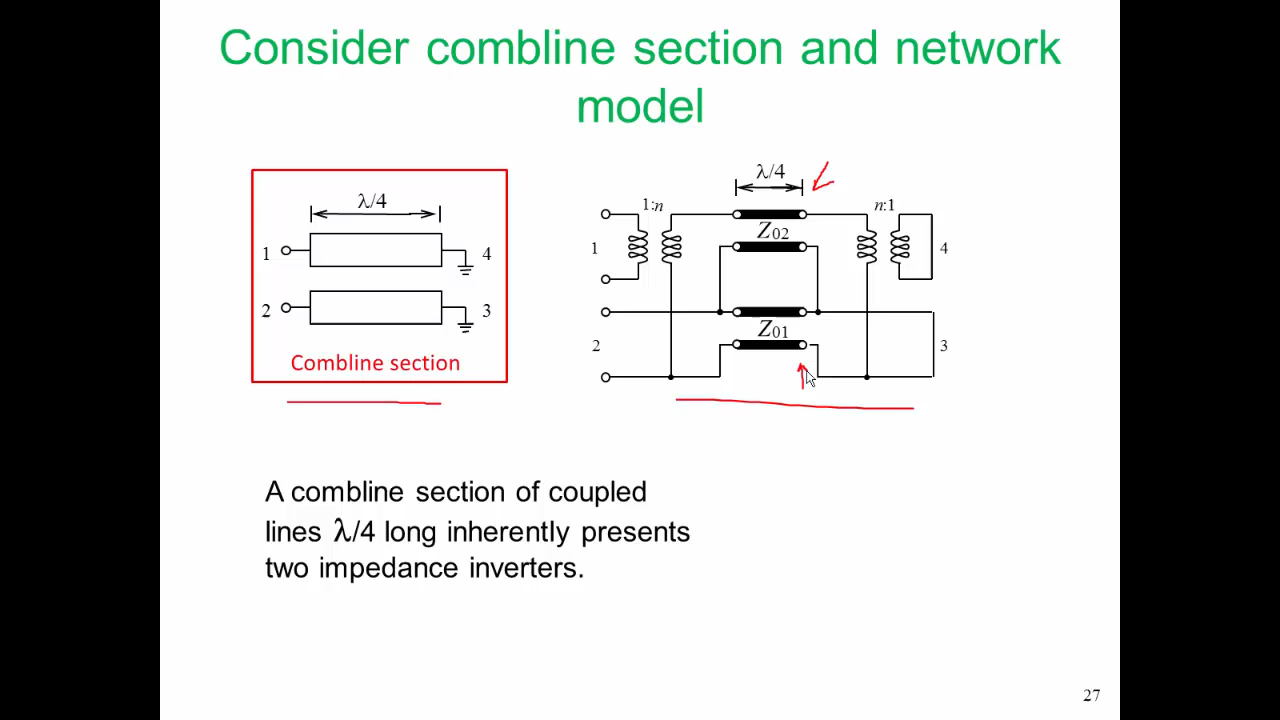 Consider combline section and network
model
λ/4
1
4
2
3
Combline section
λ/4
1:n
n:1
Z02
1
4
Z01
2
3
A combline section of coupled
lines λ/4 long inherently presents
two impedance inverters.
27